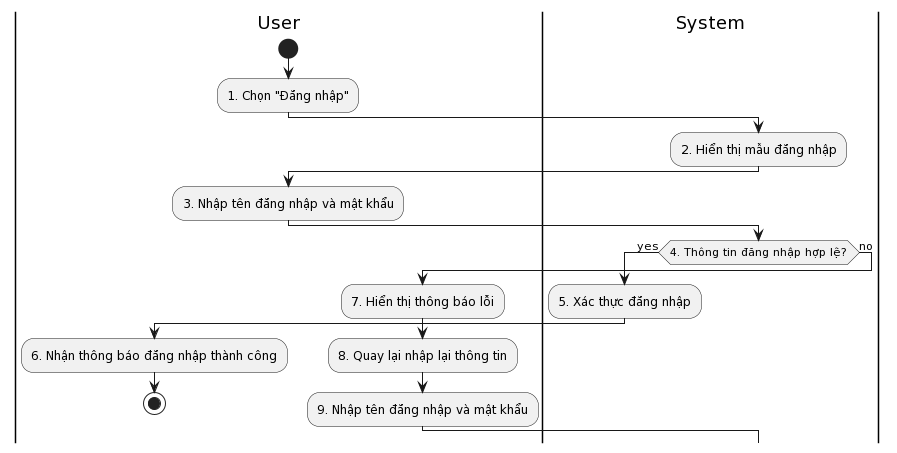 User
System
1. Chọn "Đăng nhập"
2. Hiển thị mẫu đăng nhập
3. Nhập tên đăng nhập và mật khẩu
yes
4. Thông tin đăng nhập hợp lệ?
no
7. Hiển thị thông báo lỗi
5. Xác thực đăng nhập
6. Nhận thông báo đăng nhập thành công
8. Quay lại nhập lại thông tin
9. Nhập tên đăng nhập và mật khẩu